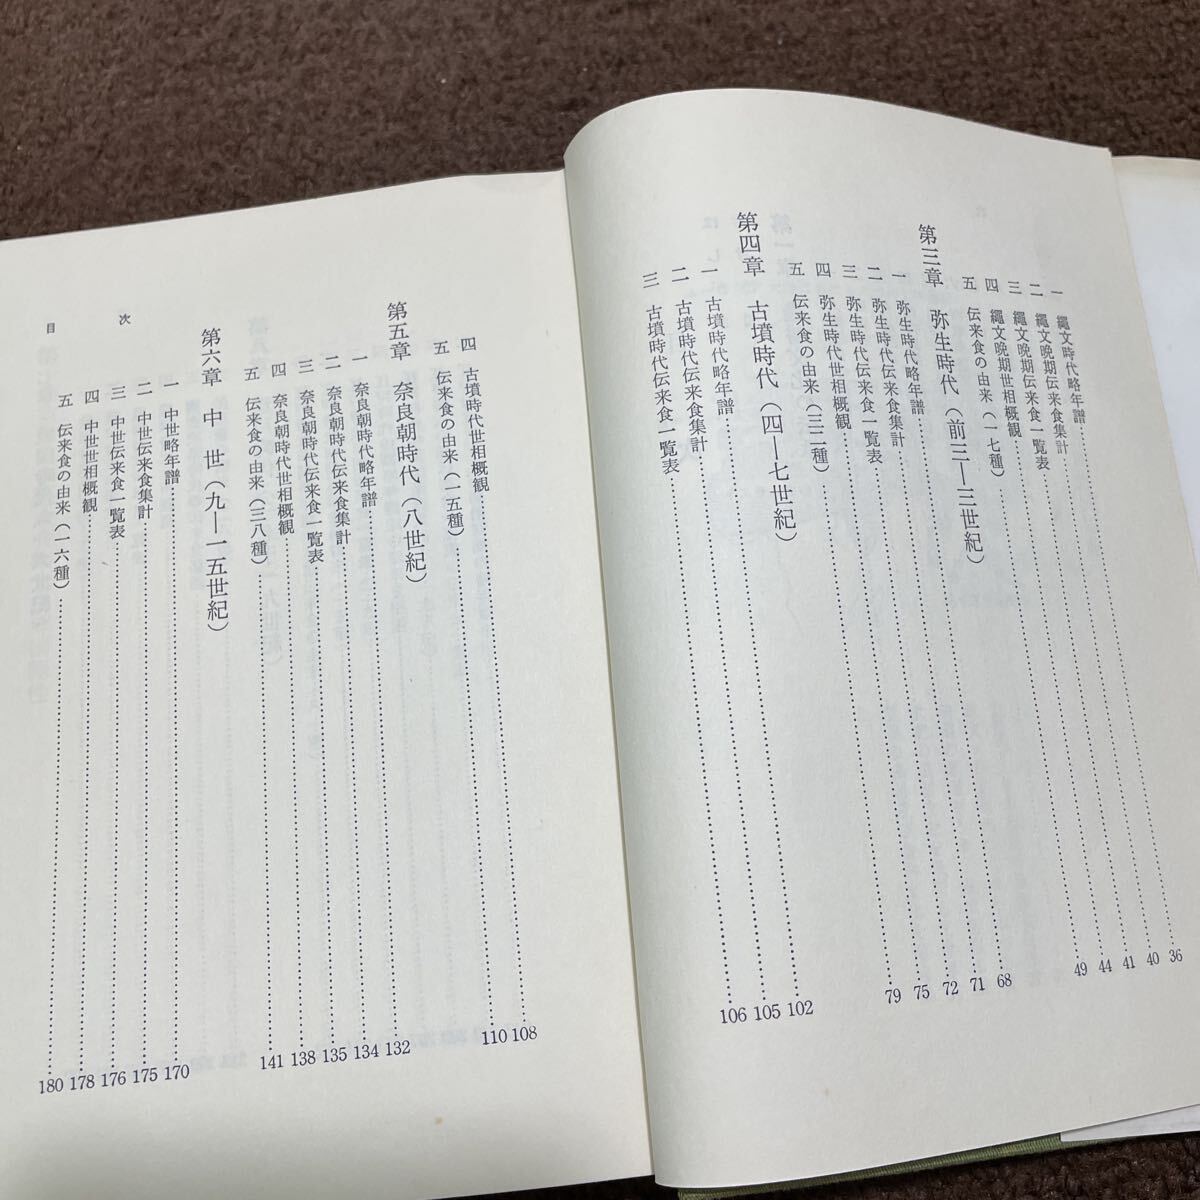 一 縄文時代略年譜 36
二 縄文晩期伝来食集計 40
三 縄文晩期伝来食一覧表 41
四 縄文晩期世相概観 44
五 伝来食の由来(一七種) 49
第三章 弥生時代(前三―三世紀)
一 弥生時代略年譜 68
二 弥生時代伝来食集計 71
三 弥生時代伝来食一覧表 72
四 弥生時代世相概観 75
五 伝来食の由来(三二種) 79
第四章 古墳時代(四―七世紀)
一 古墳時代略年譜 102
二 古墳時代伝来食集計 105
三 古墳時代伝来食一覧表 106
四 古墳時代世相概観 108
五 伝来食の由来(一五種) 110
第五章 奈良朝時代(八世紀)
一 奈良朝時代略年譜 132
二 奈良朝時代伝来食集計 134
三 奈良朝時代伝来食一覧表 135
四 奈良朝時代世相概観 138
五 伝来食の由来(三八種) 141
第六章 中世(九―一五世紀)
一 中世略年譜 170
二 中世伝来食集計 175
三 中世伝来食一覧表 176
四 中世世相概観 178
五 伝来食の由来(一六種) 180
目次